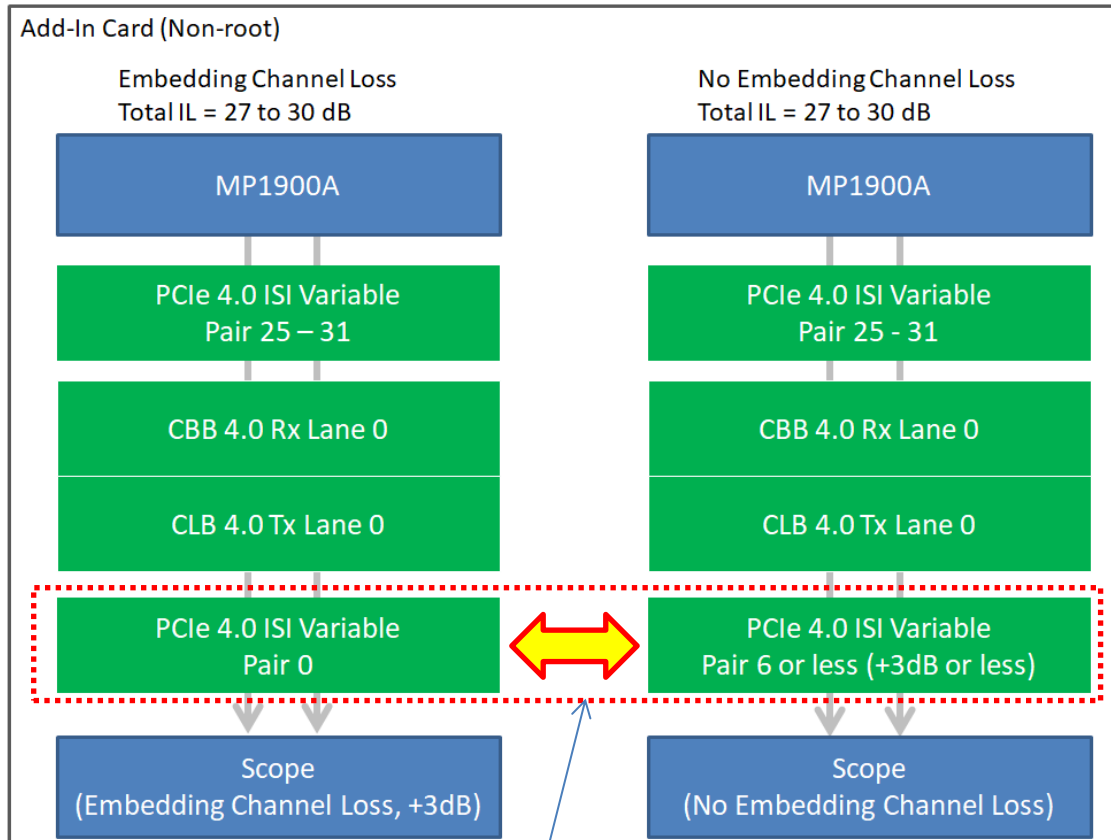 Add-In Card (Non-root)
Embedding Channel Loss
Total IL = 27 to 30 dB
MP1900A
PCIe 4.0 ISI Variable
Pair 25 – 31
CBB 4.0 Rx Lane 0
CLB 4.0 Tx Lane 0
PCIe 4.0 ISI Variable
Pair 0
Scope
(Embedding Channel Loss, +3dB)
No Embedding Channel Loss
Total IL = 27 to 30 dB
MP1900A
PCIe 4.0 ISI Variable
Pair 25 - 31
CBB 4.0 Rx Lane 0
CLB 4.0 Tx Lane 0
PCIe 4.0 ISI Variable
Pair 6 or less (+3dB or less)
Scope
(No Embedding Channel Loss)